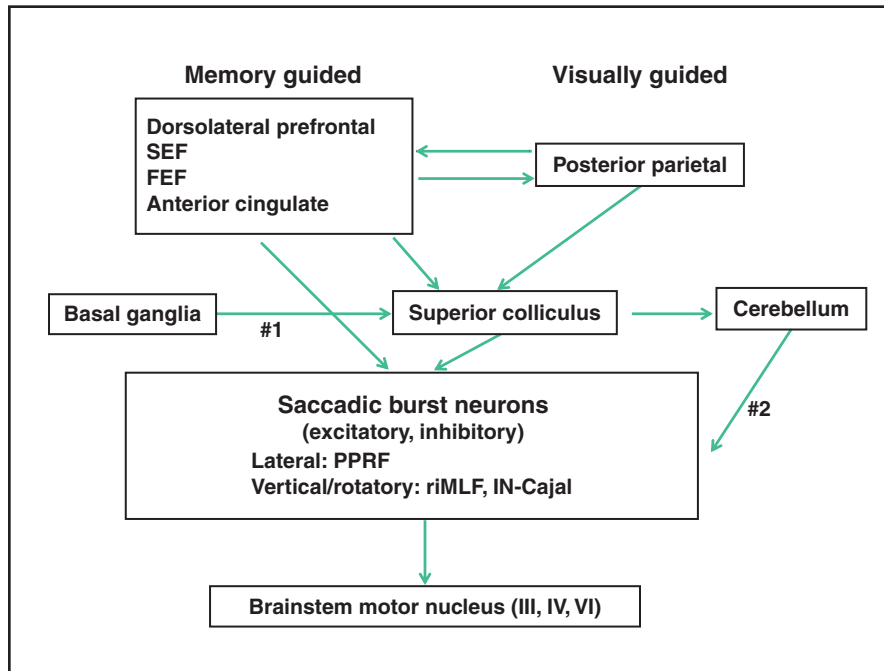 Memory guided
Visually guided
Dorsolateral prefrontal
SEF
FEF
Anterior cingulate
Posterior parietal
Basal ganglia
#1
Superior colliculus
Cerebellum
#2
Saccadic burst neurons
(excitatory, inhibitory)
Lateral: PPRF
Vertical/rotatory: riMLF, IN-Cajal
Brainstem motor nucleus (III, IV, VI)